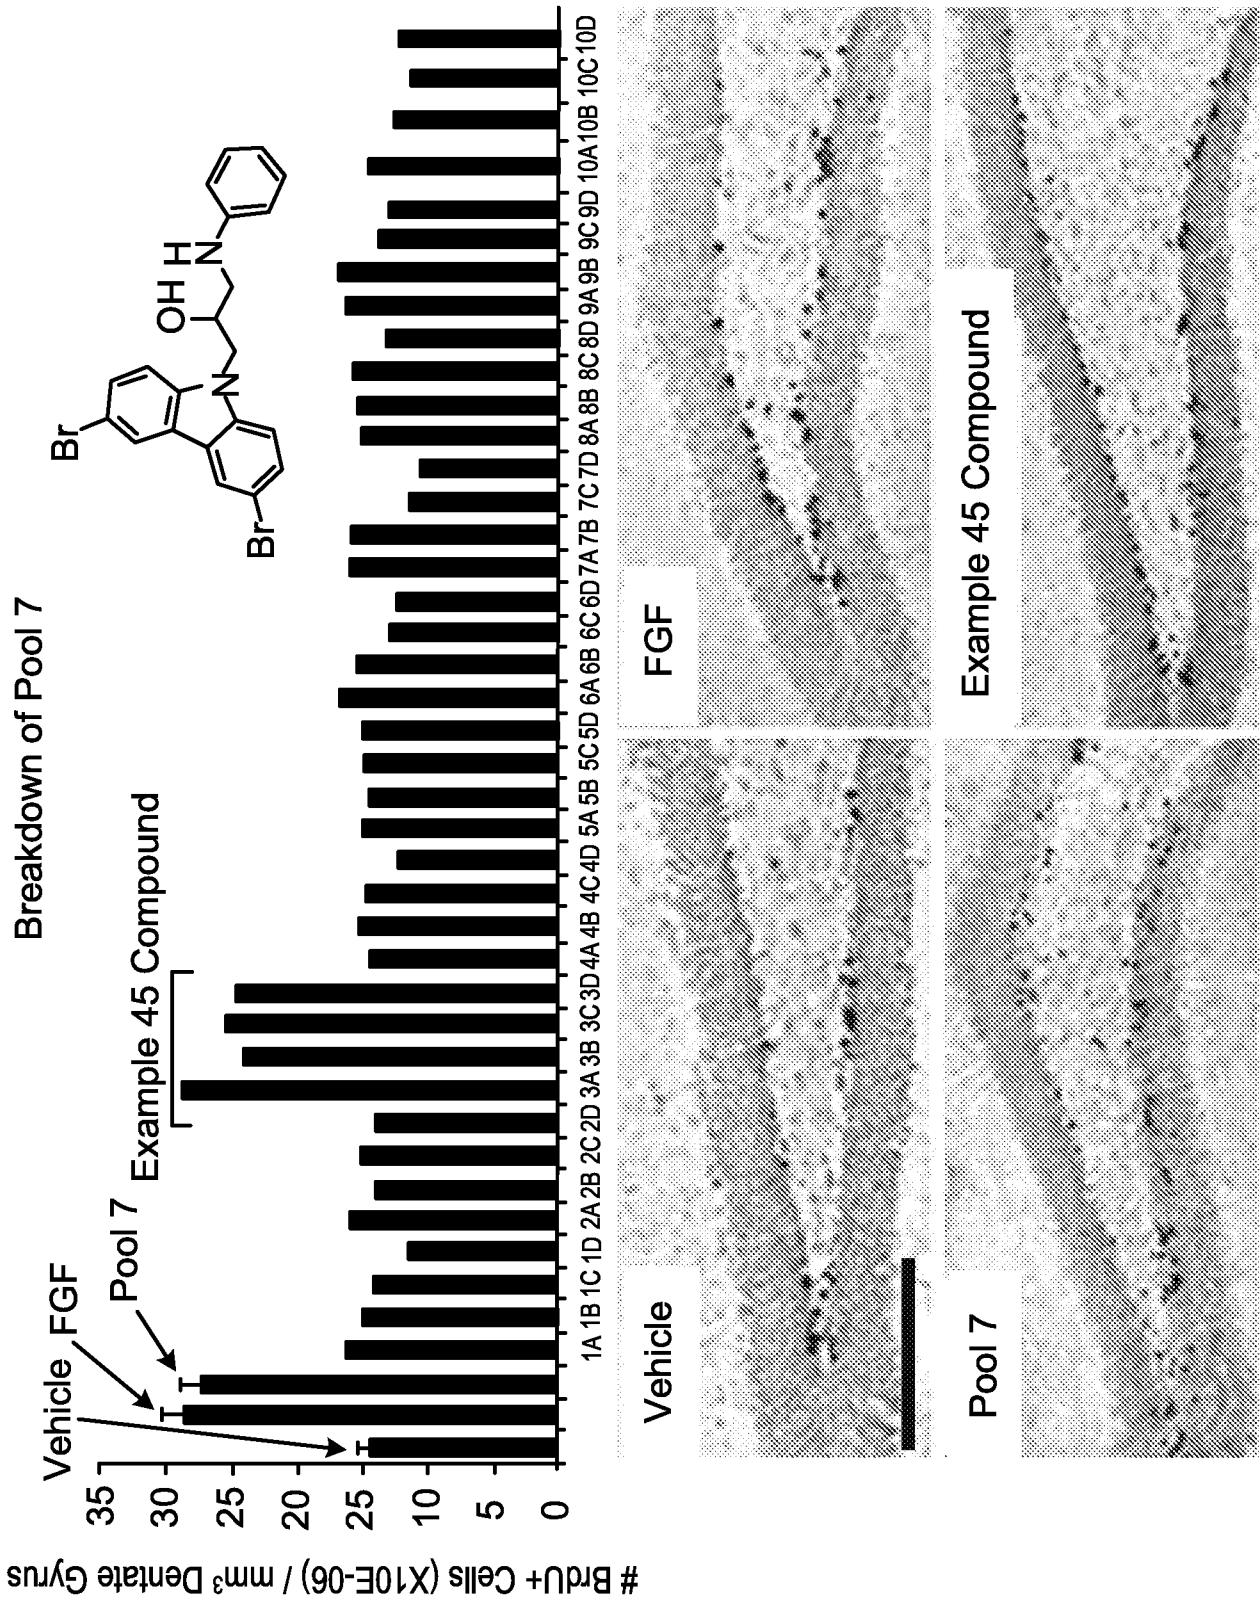 Breakdown of Pool 7
Vehicle
FGF
Pool 7
Example 45 Compound
Br
Br
N
OH
H
N
# BrdU+ Cells (X10E-06) / mm³ Dentate Gyrus
35
30
25
20
15
10
5
0
1A 1B 1C 1D 2A 2B 2C 2D 3A 3B 3C 3D 4A 4B 4C 4D 5A 5B 5C 5D 6A 6B 6C 6D 7A 7B 7C 7D 8A 8B 8C 8D 9A 9B 9C 9D 10A 10B 10C 10D
Vehicle
FGF
Pool 7
Example 45 Compound